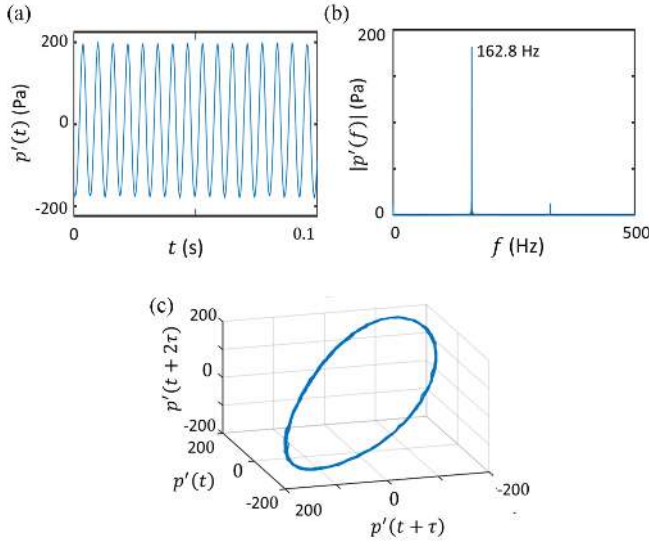 (a)
200
0
-200
p'(t) (Pa)
0
0.1
t (s)
(b)
200
0
|p'(f)| (Pa)
162.8 Hz
0
500
f (Hz)
(c)
200
0
-200
p'(t + 2τ)
200
0
-200
p'(t)
200
0
-200
p'(t + τ)